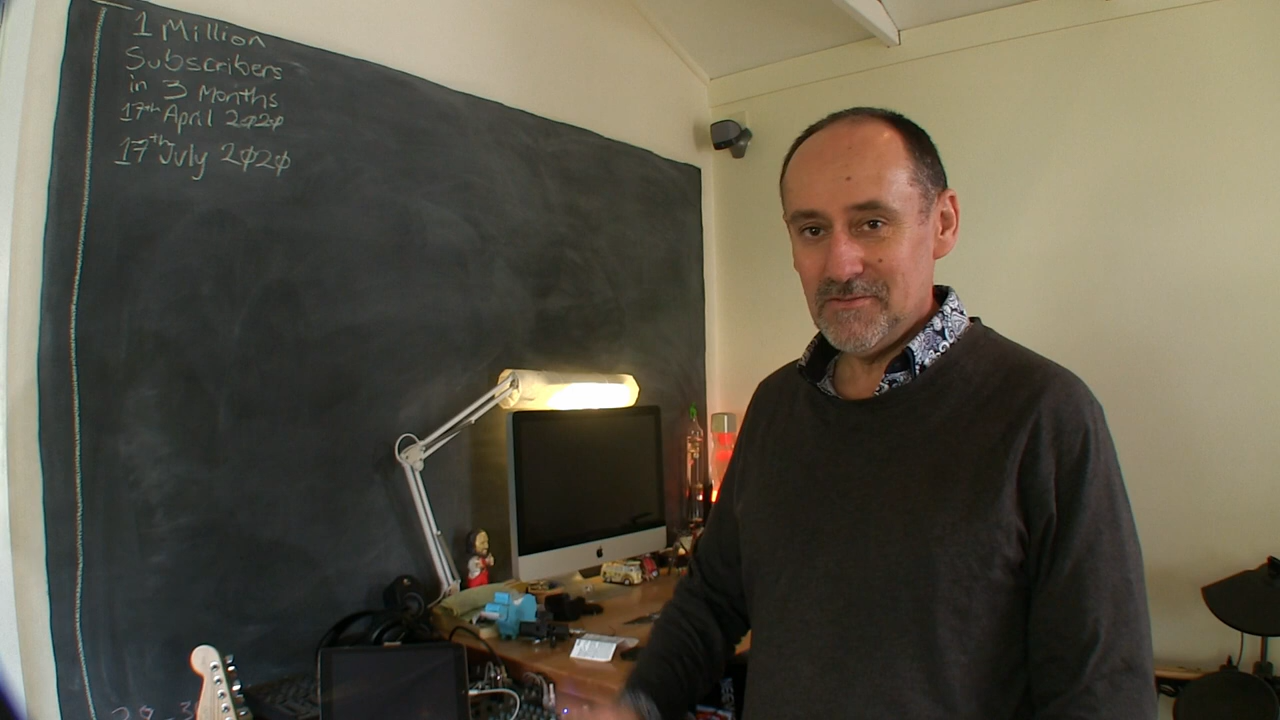 1 Million
Subscribers
in 3 Months
17th April 2020
17th July 2020